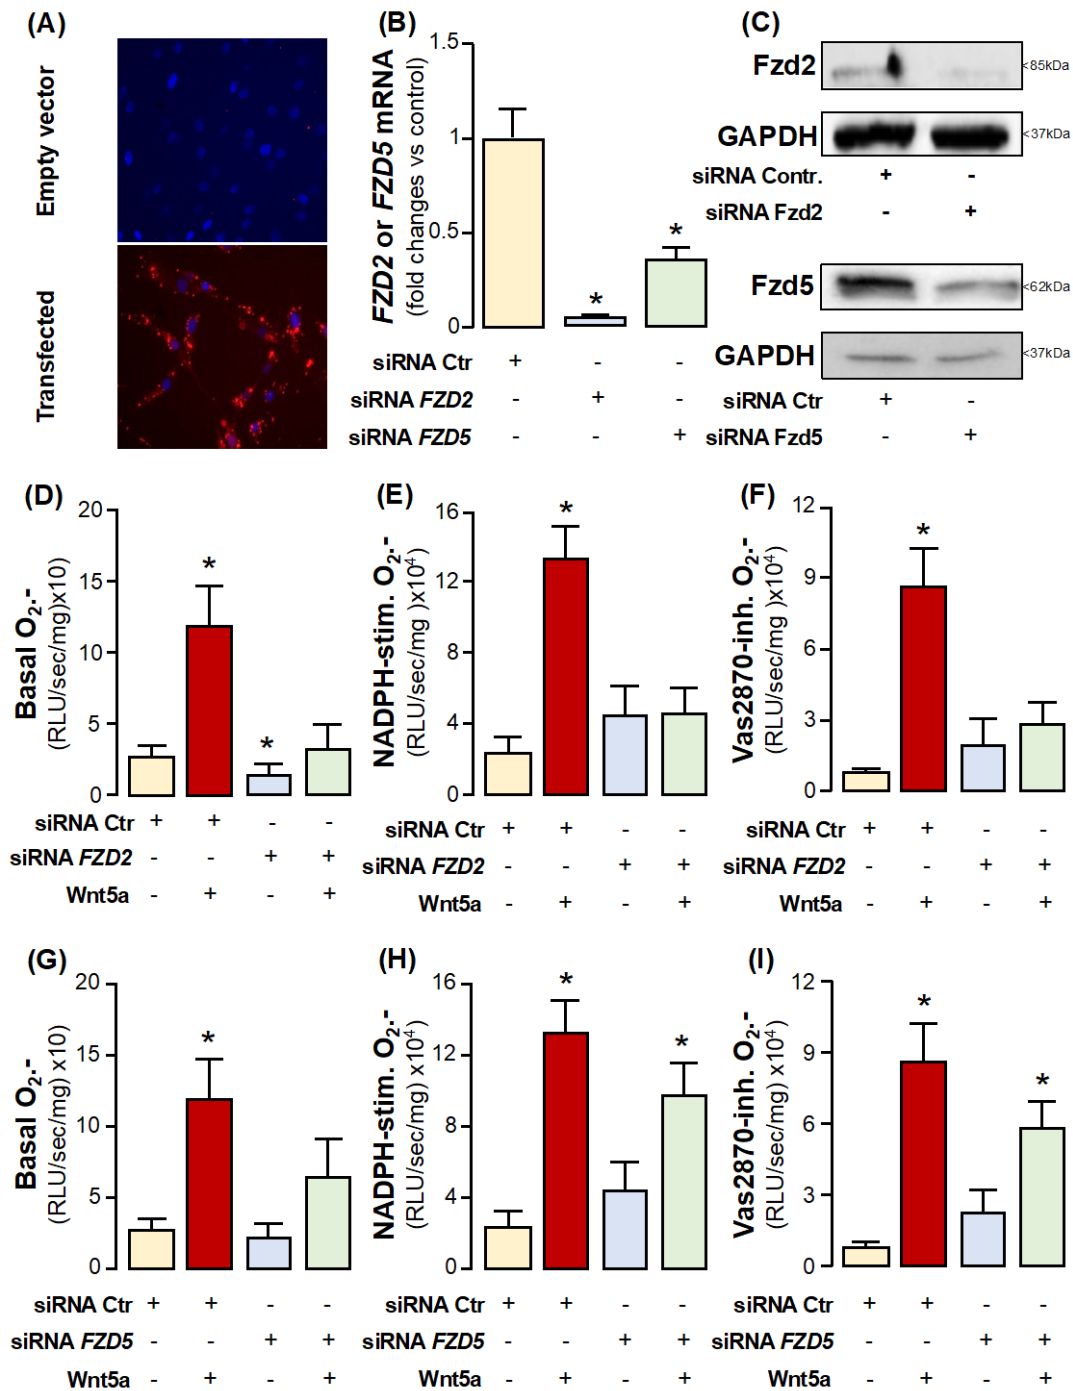 (A)
Empty vector
Transfected
(B)
FZD2 or FZD5 mRNA
(fold changes vs control)
1.5
1
0.5
0
*
*
siRNA Ctr + - -
siRNA FZD2 - + -
siRNA FZD5 - - +
(C)
Fzd2 <85kDa
GAPDH <37kDa
siRNA Contr. + -
siRNA Fzd2 - +
Fzd5 <62kDa
GAPDH <37kDa
siRNA Ctr + -
siRNA Fzd5 - +
(D)
Basal O2.-
(RLU/sec/mg)x10)
20
15
10
5
0
*
*
siRNA Ctr + + - -
siRNA FZD2 - - + +
Wnt5a - + - +
(E)
NADPH-stim. O2.-
(RLU/sec/mg )x10⁴)
16
12
8
4
0
*
siRNA Ctr + + - -
siRNA FZD2 - - + +
Wnt5a - + - +
(F)
Vas2870-inh. O2.-
(RLU/sec/mg )x10⁴)
12
9
6
3
0
*
siRNA Ctr + + - -
siRNA FZD2 - - + +
Wnt5a - + - +
(G)
Basal O2.-
(RLU/sec/mg) x10)
20
15
10
5
0
*
siRNA Ctr + + - -
siRNA FZD5 - - + +
Wnt5a - + - +
(H)
NADPH-stim. O2.-
(RLU/sec/mg) x10⁴)
16
12
8
4
0
*
*
siRNA Ctr + + - -
siRNA FZD5 - - + +
Wnt5a - + - +
(I)
Vas2870-inh. O2.-
(RLU/sec/mg) x10⁴)
12
9
6
3
0
*
*
siRNA Ctr + + - -
siRNA FZD5 - - + +
Wnt5a - + - +